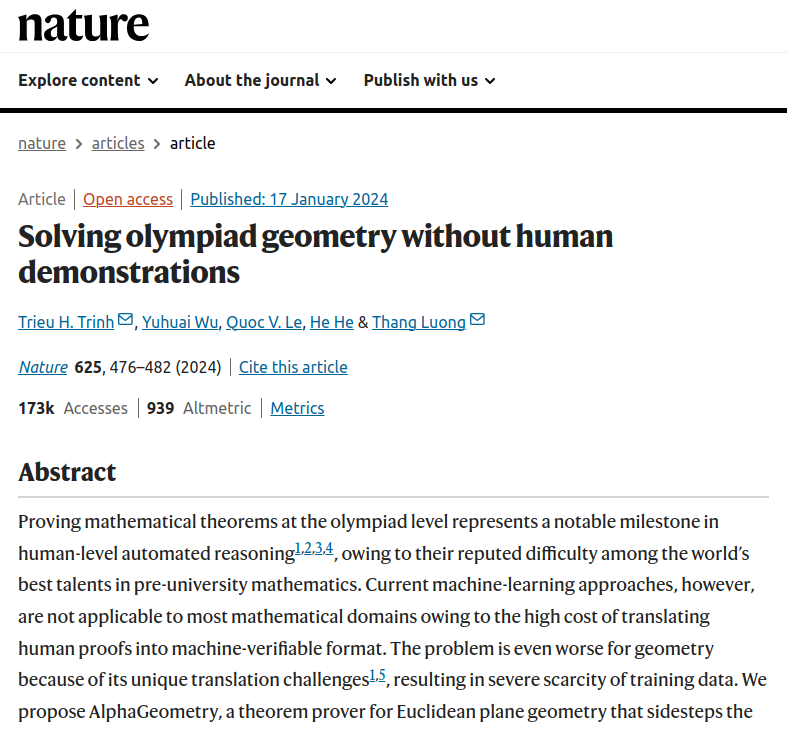 nature
Explore content About the journal Publish with us
nature > articles > article
Article | Open access | Published: 17 January 2024
Solving olympiad geometry without human
demonstrations
Trieu H. Trinh, Yuhuai Wu, Quoc V. Le, He He & Thang Luong
Nature 625, 476–482 (2024) | Cite this article
173k Accesses | 939 Altmetric | Metrics
Abstract
Proving mathematical theorems at the olympiad level represents a notable milestone in
human-level automated reasoning1,2,3,4, owing to their reputed difficulty among the world’s
best talents in pre-university mathematics. Current machine-learning approaches, however,
are not applicable to most mathematical domains owing to the high cost of translating
human proofs into machine-verifiable format. The problem is even worse for geometry
because of its unique translation challenges1,5, resulting in severe scarcity of training data. We
propose AlphaGeometry, a theorem prover for Euclidean plane geometry that sidesteps the